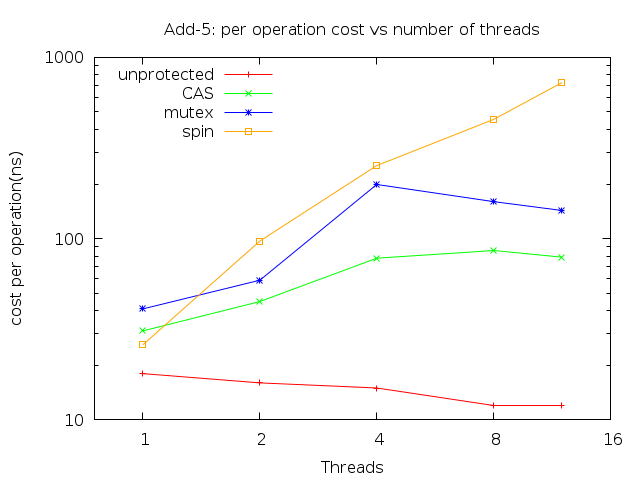 Add-5: per operation cost vs number of threads
1000
100
10
cost per operation(ns)
unprotected
CAS
mutex
spin
1 2 4 8 16
Threads